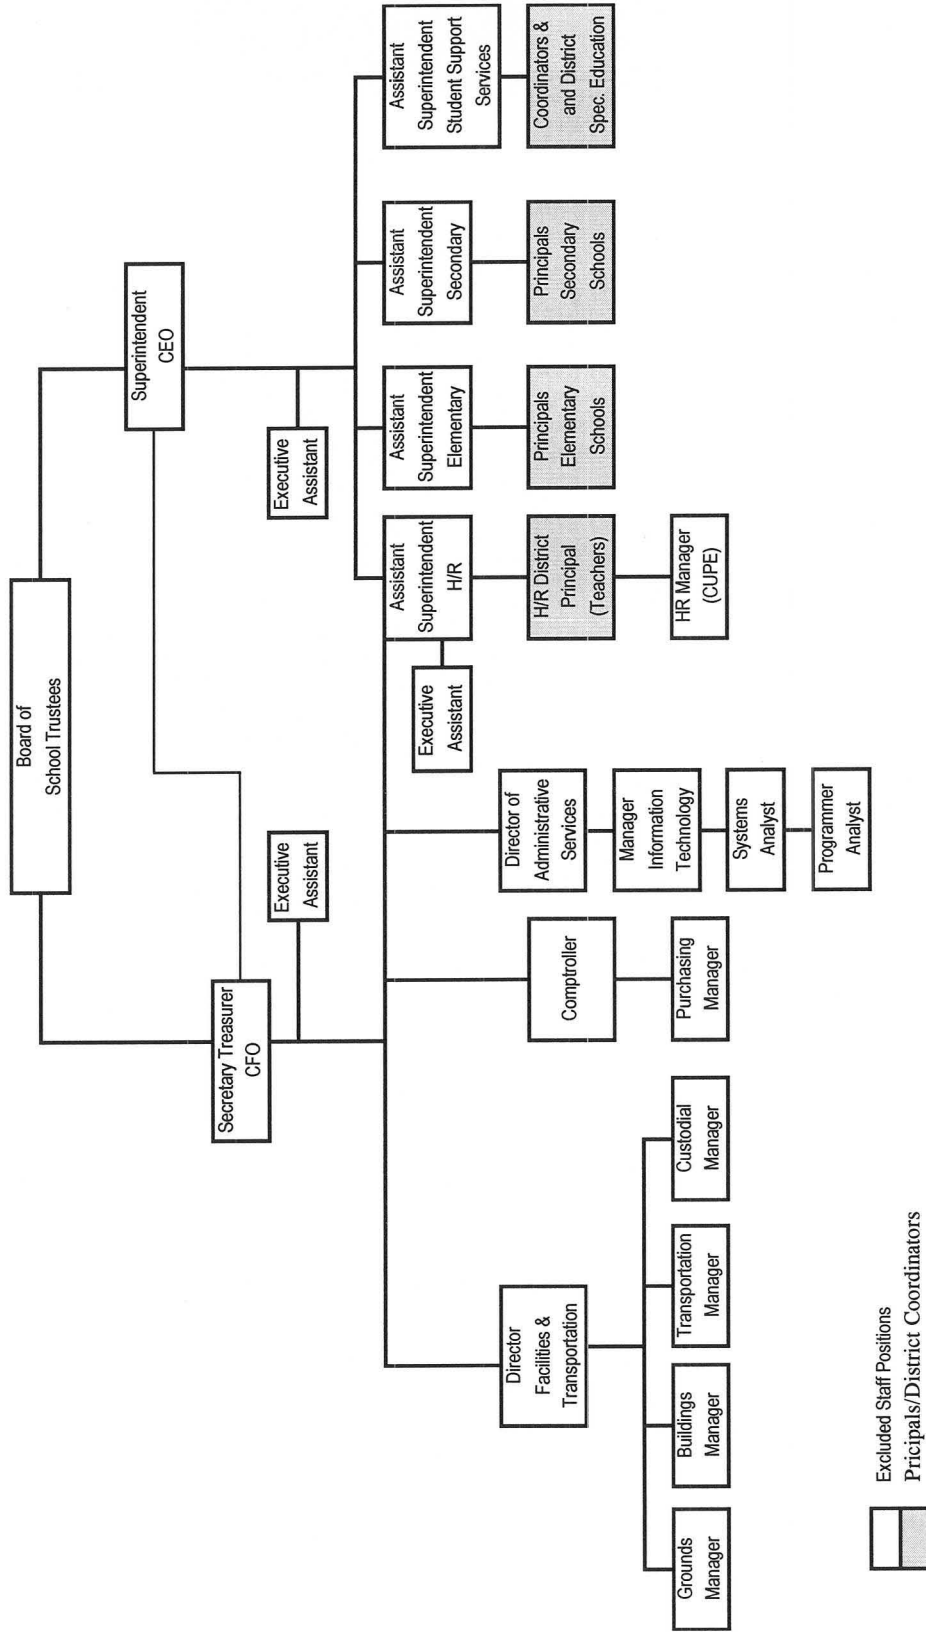 Board of
School Trustees
Superintendent
CEO
Secretary Treasurer
CFO
Executive
Assistant
Executive
Assistant
Director
Facilities &
Transportation
Comptroller
Director of
Administrative
Services
Executive
Assistant
Assistant
Superintendent
H/R
Assistant
Superintendent
Elementary
Assistant
Superintendent
Secondary
Assistant
Superintendent
Student Support
Services
Grounds
Manager
Buildings
Manager
Transportation
Manager
Custodial
Manager
Purchasing
Manager
Manager
Information
Technology
Systems
Analyst
Programmer
Analyst
H/R District
Principal
(Teachers)
HR Manager
(CUPE)
Principals
Elementary
Schools
Principals
Secondary
Schools
Coordinators &
and District
Spec. Education
Excluded Staff Positions
Pricipals/District Coordinators